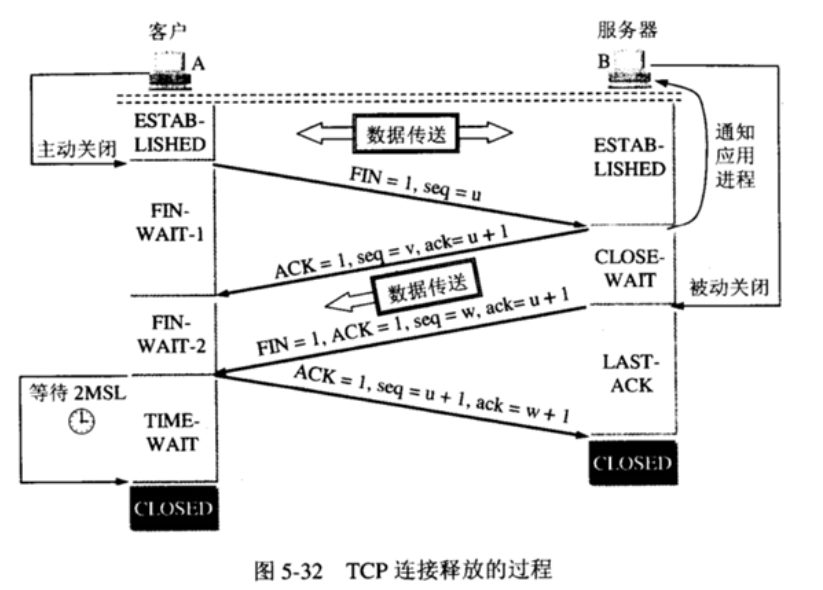 客户
服务器
A
B
ESTAB-
LISHED
数据传送
主动关闭
ESTAB-
LISHED
通知
应用
进程
FIN = 1, seq = u
FIN-
WAIT-1
ACK = 1, seq = v, ack= u + 1
CLOSE-
WAIT
数据传送
被动关闭
FIN-
WAIT-2
FIN = 1, ACK = 1, seq = w, ack= u + 1
LAST-
ACK
等待 2MSL
ACK = 1, seq = u + 1, ack = w + 1
TIME-
WAIT
CLOSED
CLOSED
图 5-32 TCP 连接释放的过程